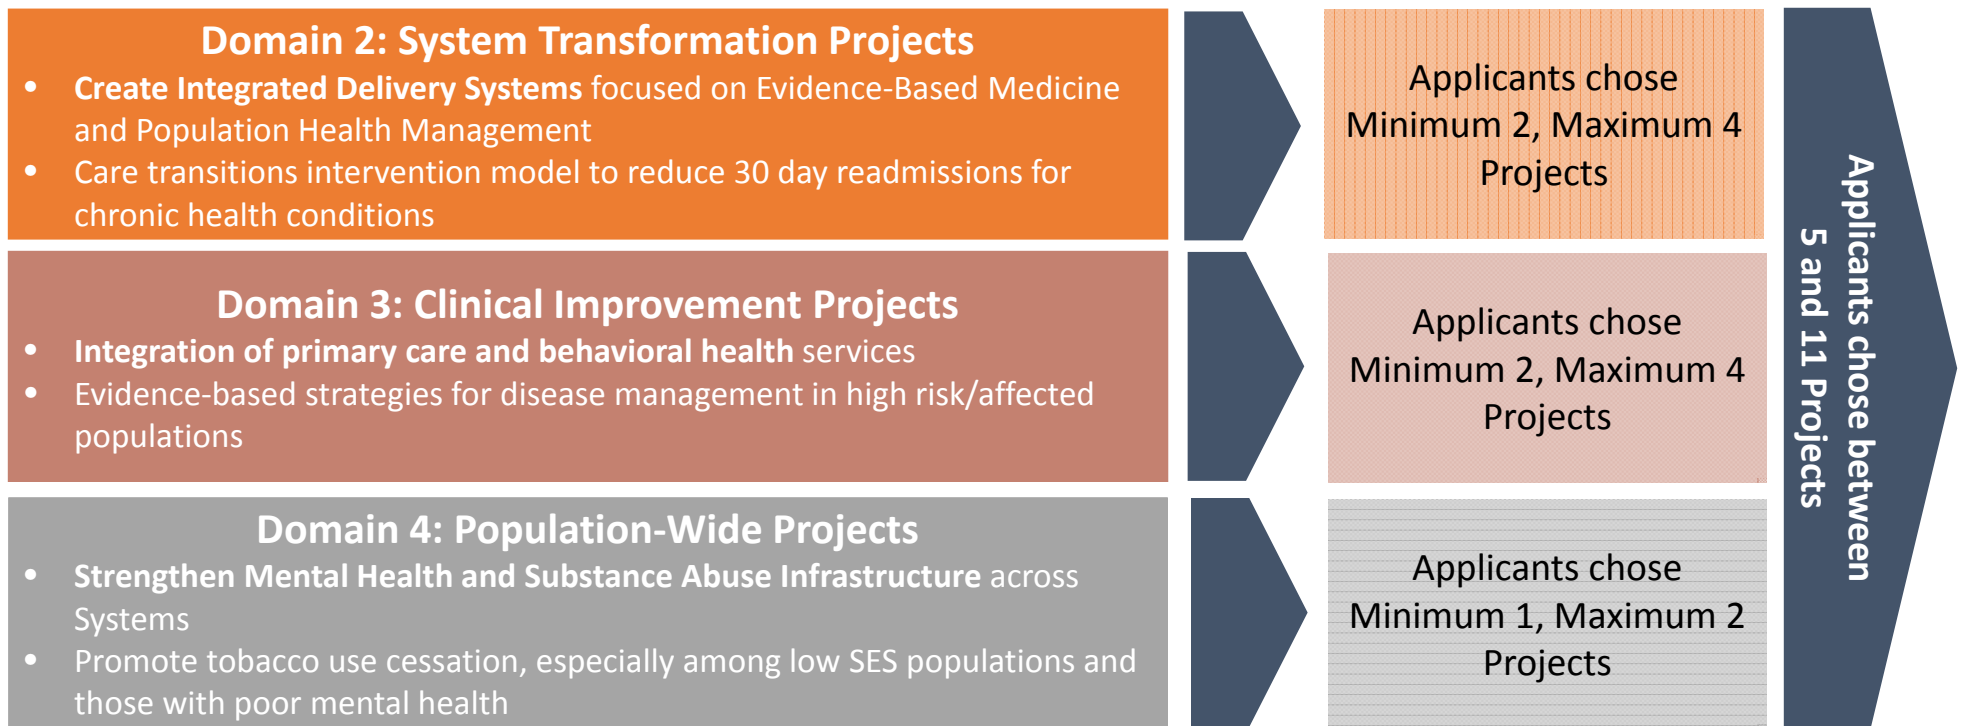 Domain 2: System Transformation Projects
• Create Integrated Delivery Systems focused on Evidence-Based Medicine
and Population Health Management
• Care transitions intervention model to reduce 30 day readmissions for
chronic health conditions
Applicants chose
Minimum 2, Maximum 4
Projects
Domain 3: Clinical Improvement Projects
• Integration of primary care and behavioral health services
• Evidence-based strategies for disease management in high risk/affected
populations
Applicants chose
Minimum 2, Maximum 4
Projects
Domain 4: Population-Wide Projects
• Strengthen Mental Health and Substance Abuse Infrastructure across
Systems
• Promote tobacco use cessation, especially among low SES populations and
those with poor mental health
Applicants chose
Minimum 1, Maximum 2
Projects
Applicants chose between
5 and 11 Projects